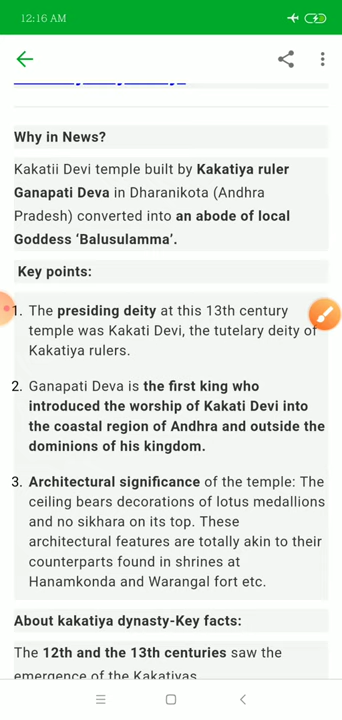 12:16 AM
Why in News?
Kakatii Devi temple built by Kakatiya ruler
Ganapati Deva in Dharanikota (Andhra
Pradesh) converted into an abode of local
Goddess ‘Balusulamma’.
Key points:
1. The presiding deity at this 13th century
temple was Kakati Devi, the tutelary deity of
Kakatiya rulers.
2. Ganapati Deva is the first king who
introduced the worship of Kakati Devi into
the coastal region of Andhra and outside the
dominions of his kingdom.
3. Architectural significance of the temple: The
ceiling bears decorations of lotus medallions
and no sikhara on its top. These
architectural features are totally akin to their
counterparts found in shrines at
Hanamkonda and Warangal fort etc.
About kakatiya dynasty-Key facts:
The 12th and the 13th centuries saw the
emergence of the Kakatiyas.